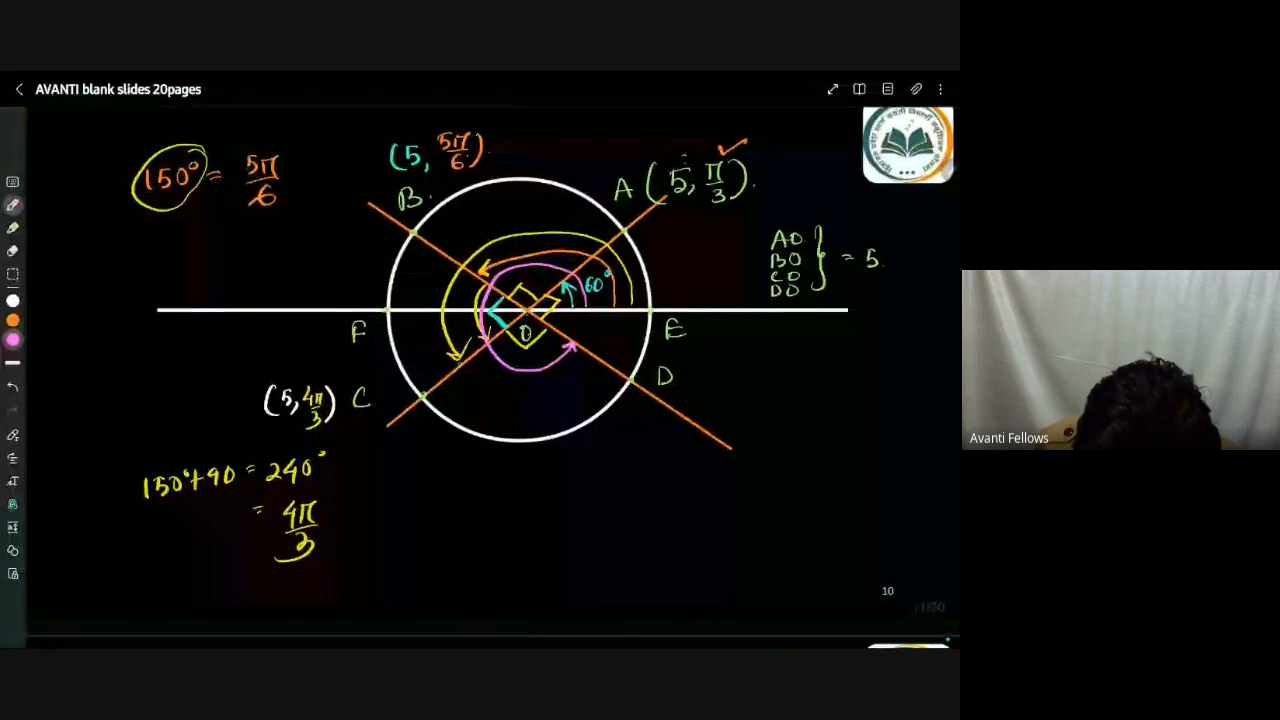 AVANTI blank slides 20pages
150° = 5π/6
(5, 5π/6)
B
A (5, π/3)
AO
BO
CO
DO
} = 5
60°
F
O
E
D
(5, 4π/3) C
150°+90 = 240°
= 4π/3
10
Avanti Fellows